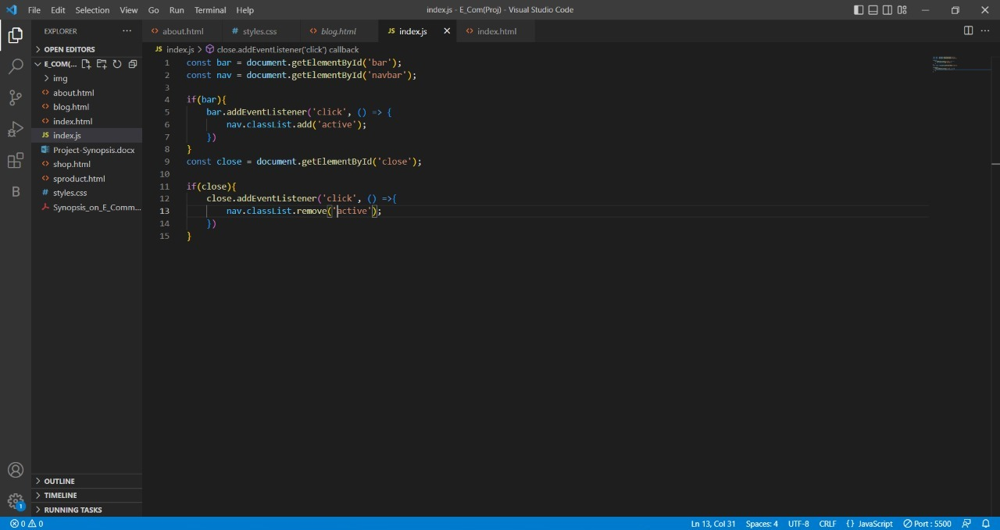 File Edit Selection View Go Run Terminal Help
index.js - E_Com(Proj) - Visual Studio Code
EXPLORER ···
about.html
styles.css
blog.html
JS index.js
index.html
OPEN EDITORS
JS index.js > close.addEventListener('click') callback
E_COM(...
img
about.html
blog.html
index.html
JS index.js
Project-Synopsis.docx
shop.html
sproduct.html
# styles.css
Synopsis_on_E_Comm...
1 const bar = document.getElementById('bar');
2 const nav = document.getElementById('navbar');
3
4 if(bar){
5 bar.addEventListener('click', () => {
6 nav.classList.add('active');
7 })
8 }
9 const close = document.getElementById('close');
10
11 if(close){
12 close.addEventListener('click', () =>{
13 nav.classList.remove('active');
14 })
15 }
B
OUTLINE
TIMELINE
RUNNING TASKS
1
0 0
Ln 13, Col 31 Spaces: 4 UTF-8 CRLF {} JavaScript Port : 5500